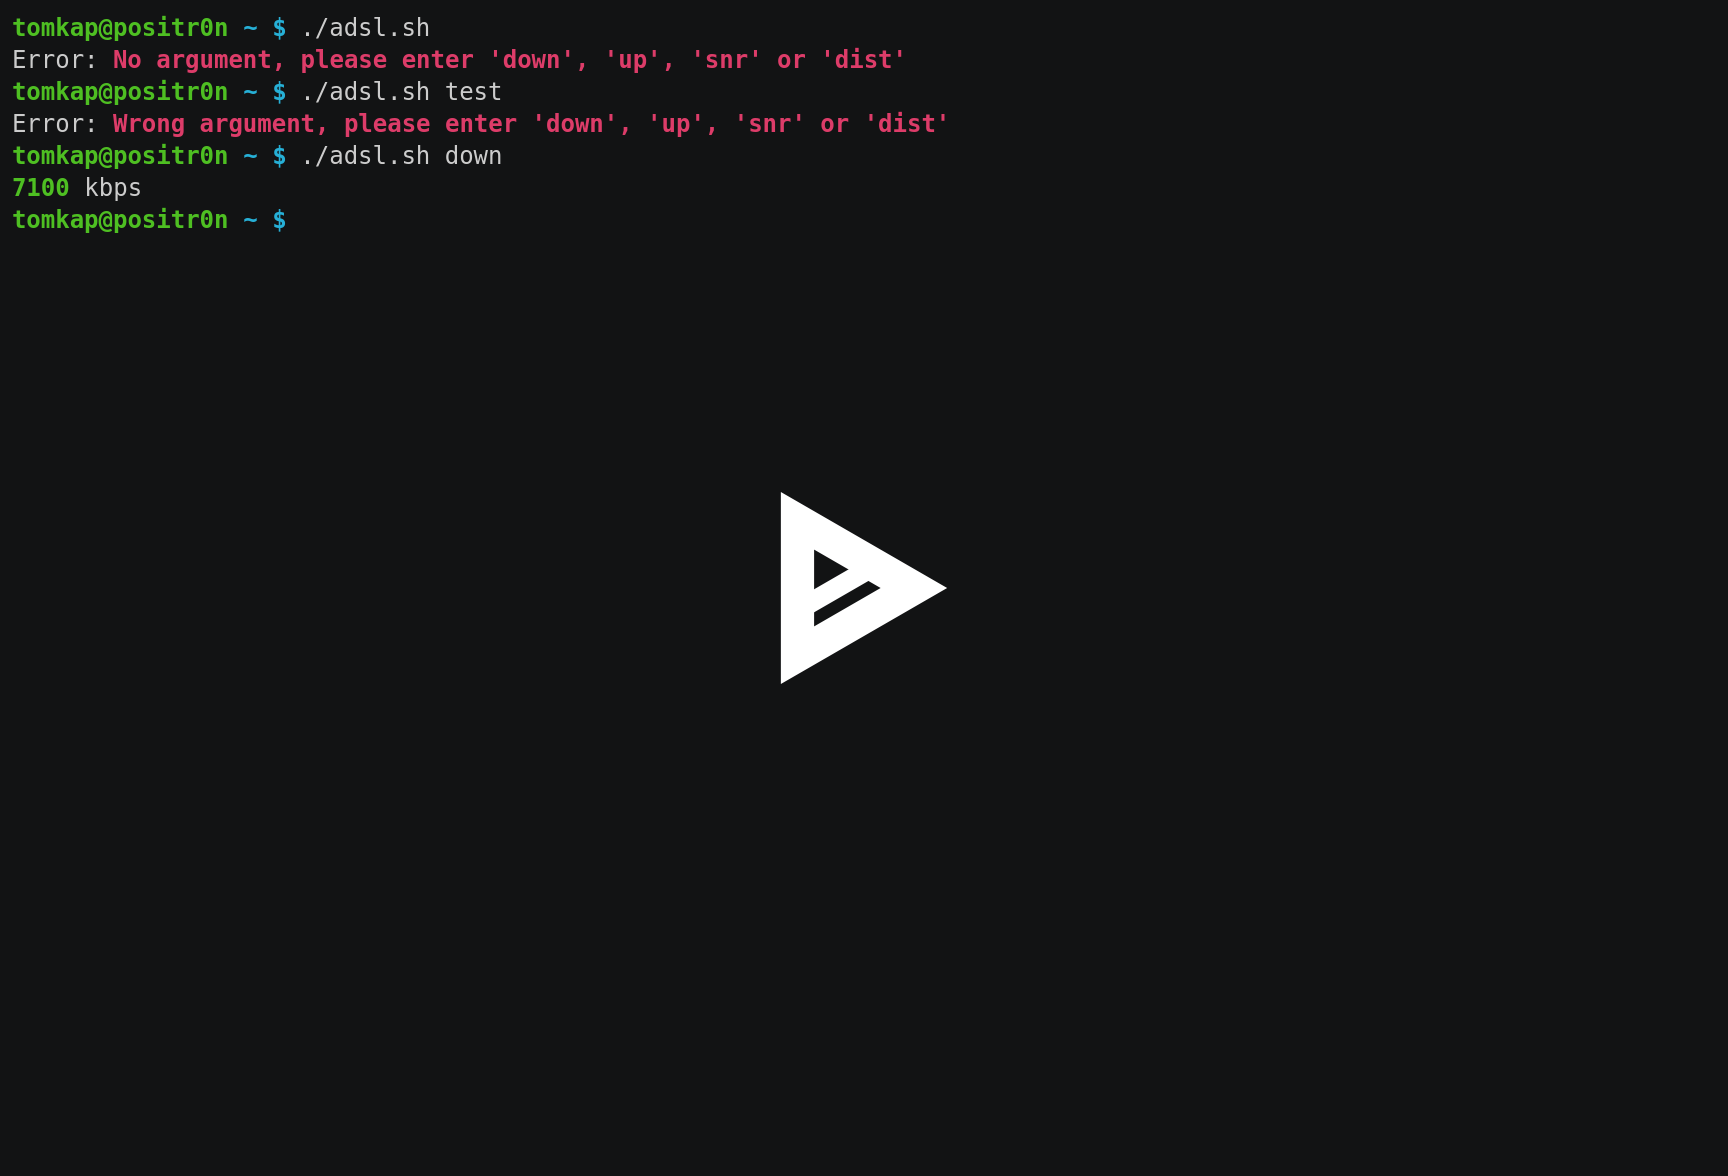 tomkap@positr0n ~ $ ./adsl.sh
Error: No argument, please enter 'down', 'up', 'snr' or 'dist'
tomkap@positr0n ~ $ ./adsl.sh test
Error: Wrong argument, please enter 'down', 'up', 'snr' or 'dist'
tomkap@positr0n ~ $ ./adsl.sh down
7100 kbps
tomkap@positr0n ~ $